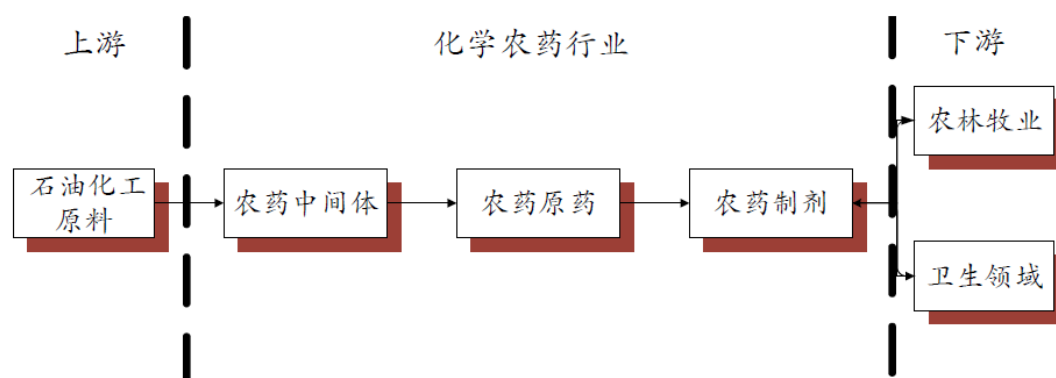 上游
化学农药行业
下游
农林牧业
石油化工
原料
农药中间体
农药原药
农药制剂
卫生领域